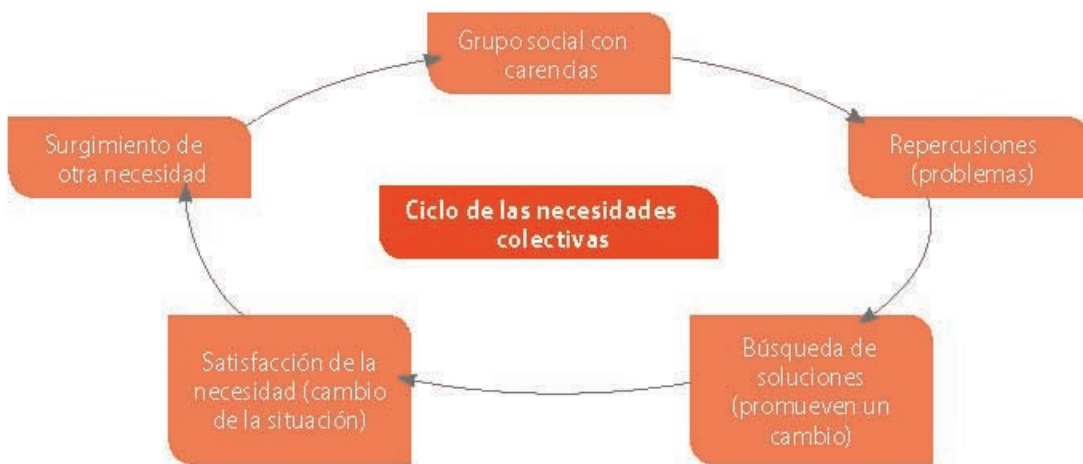 Grupo social con
carencias
Repercusiones
(problemas)
Búsqueda de
soluciones
(promueven un
cambio)
Satisfacción de la
necesidad (cambio
de la situación)
Surgimiento de
otra necesidad
Ciclo de las necesidades
colectivas